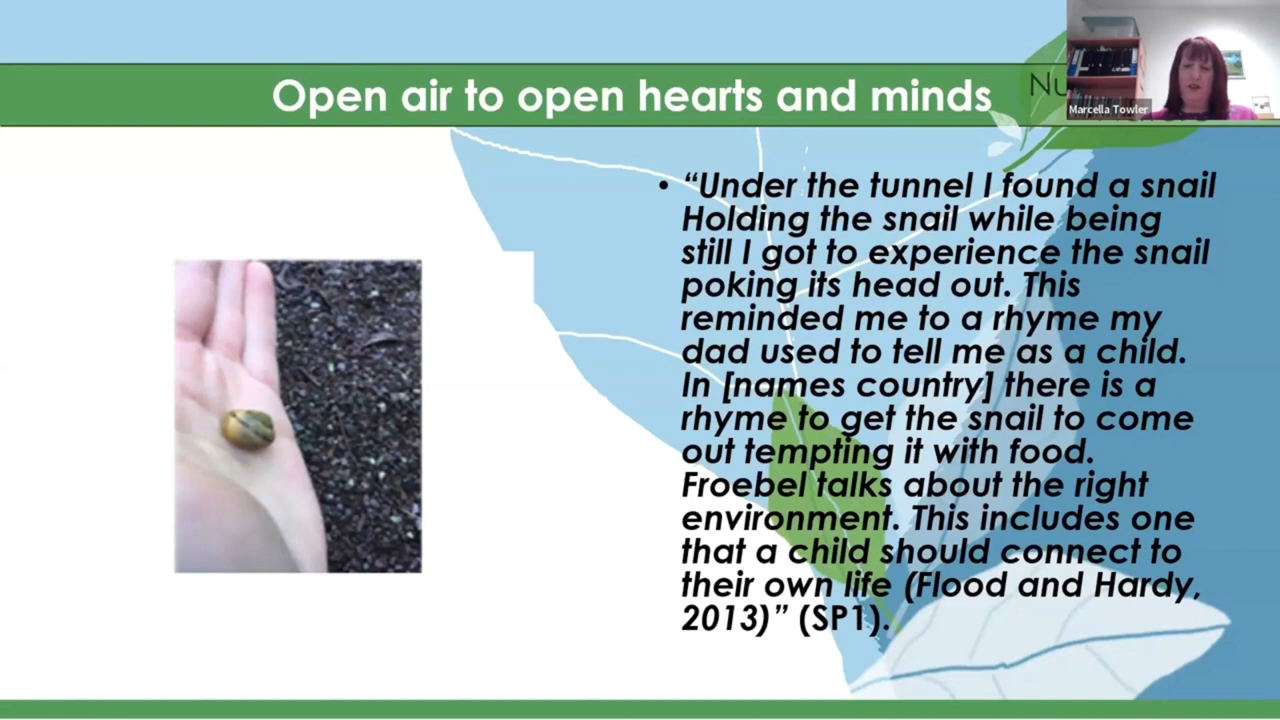 Open air to open hearts and minds
Nu
Marcella Towler
• “Under the tunnel I found a snail
Holding the snail while being
still I got to experience the snail
poking its head out. This
reminded me to a rhyme my
dad used to tell me as a child.
In [names country] there is a
rhyme to get the snail to come
out tempting it with food.
Froebel talks about the right
environment. This includes one
that a child should connect to
their own life (Flood and Hardy,
2013)” (SP1).